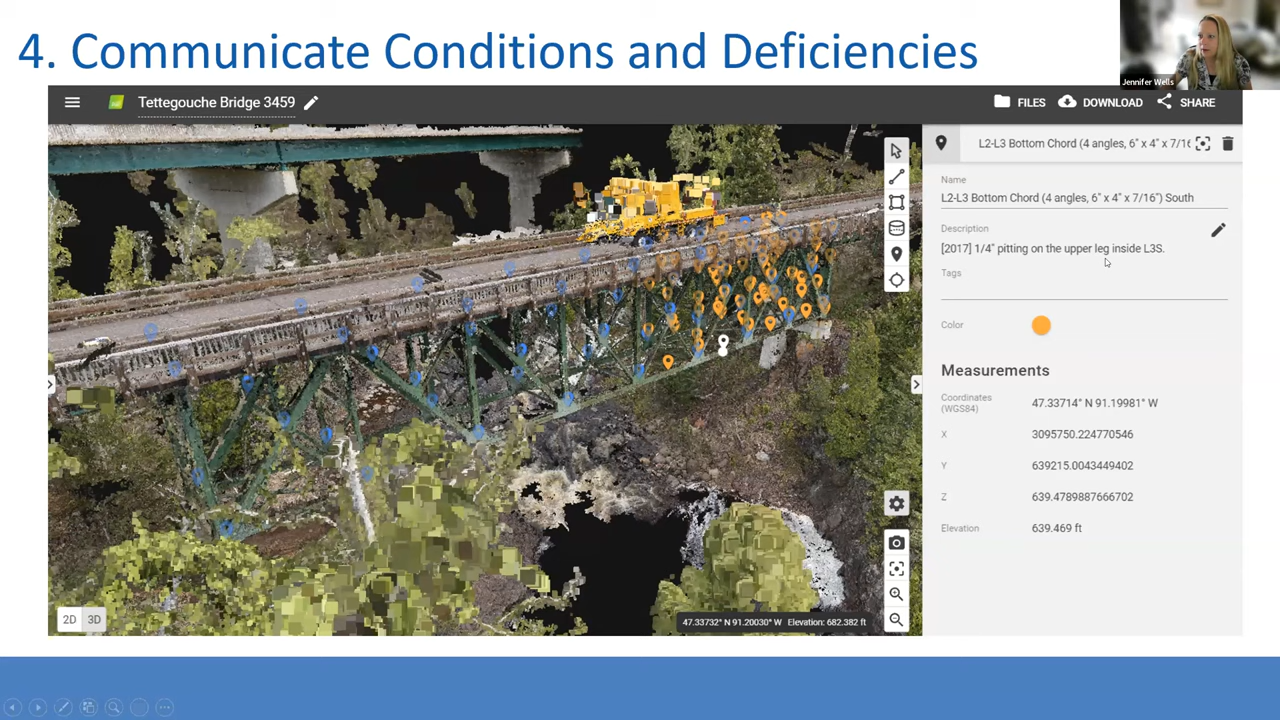 4. Communicate Conditions and Deficiencies
Jennifer Wells
Tettegouche Bridge 3459
FILES
DOWNLOAD
SHARE
L2-L3 Bottom Chord (4 angles, 6" x 4" x 7/16
Name
L2-L3 Bottom Chord (4 angles, 6" x 4" x 7/16") South
Description
[2017] 1/4" pitting on the upper leg inside L3S.
Tags
Color
Measurements
Coordinates
(WGS84)
47.33714° N 91.19981° W
X
3095750.224770546
Y
639215.0043449402
Z
639.4789887666702
Elevation
639.469 ft
2D
3D
47.33732° N 91.20030° W Elevation: 682.382 ft